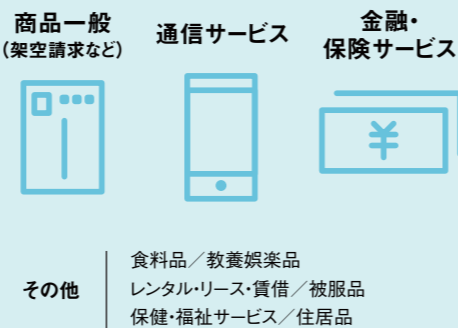 商品一般
(架空請求など)
通信サービス
金融・
保険サービス
¥
その他
食料品／教養娯楽品
レンタル・リース・賃借／被服品
保健・福祉サービス／住居品